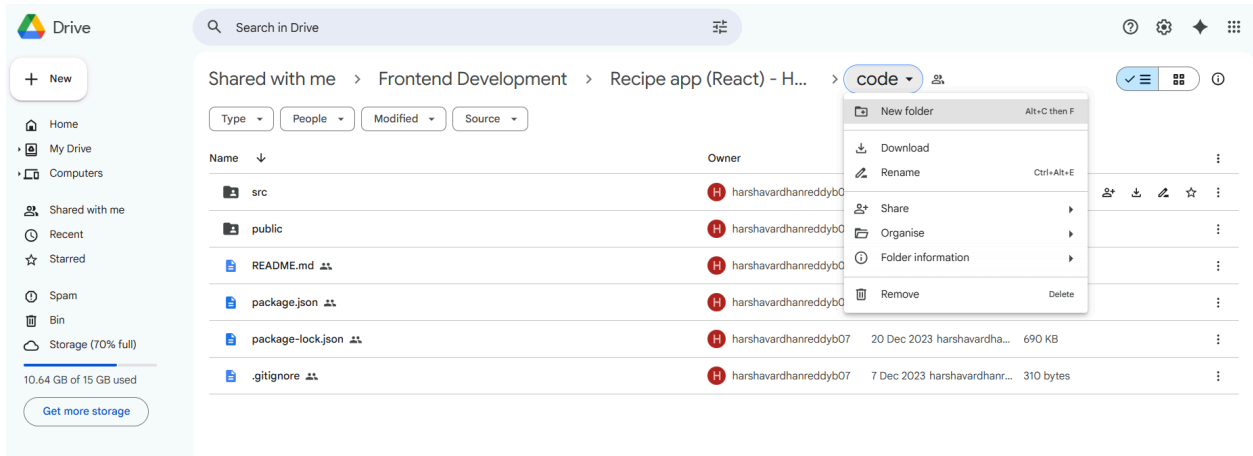 Drive
Search in Drive
New
Shared with me > Frontend Development > Recipe app (React) - H... > code
Type People Modified Source
Home
My Drive
Computers
Shared with me
Recent
Starred
Spam
Bin
Storage (70% full)
10.64 GB of 15 GB used
Get more storage
Name Owner
src harshavardhanreddyb0
public harshavardhanreddyb0
README.md harshavardhanreddyb0
package.json harshavardhanreddyb0
package-lock.json harshavardhanreddyb07 20 Dec 2023 harshavardha... 690 KB
.gitignore harshavardhanreddyb07 7 Dec 2023 harshavardhanr... 310 bytes
New folder Alt+C then F
Download
Rename Ctrl+Alt+E
Share
Organise
Folder information
Remove Delete